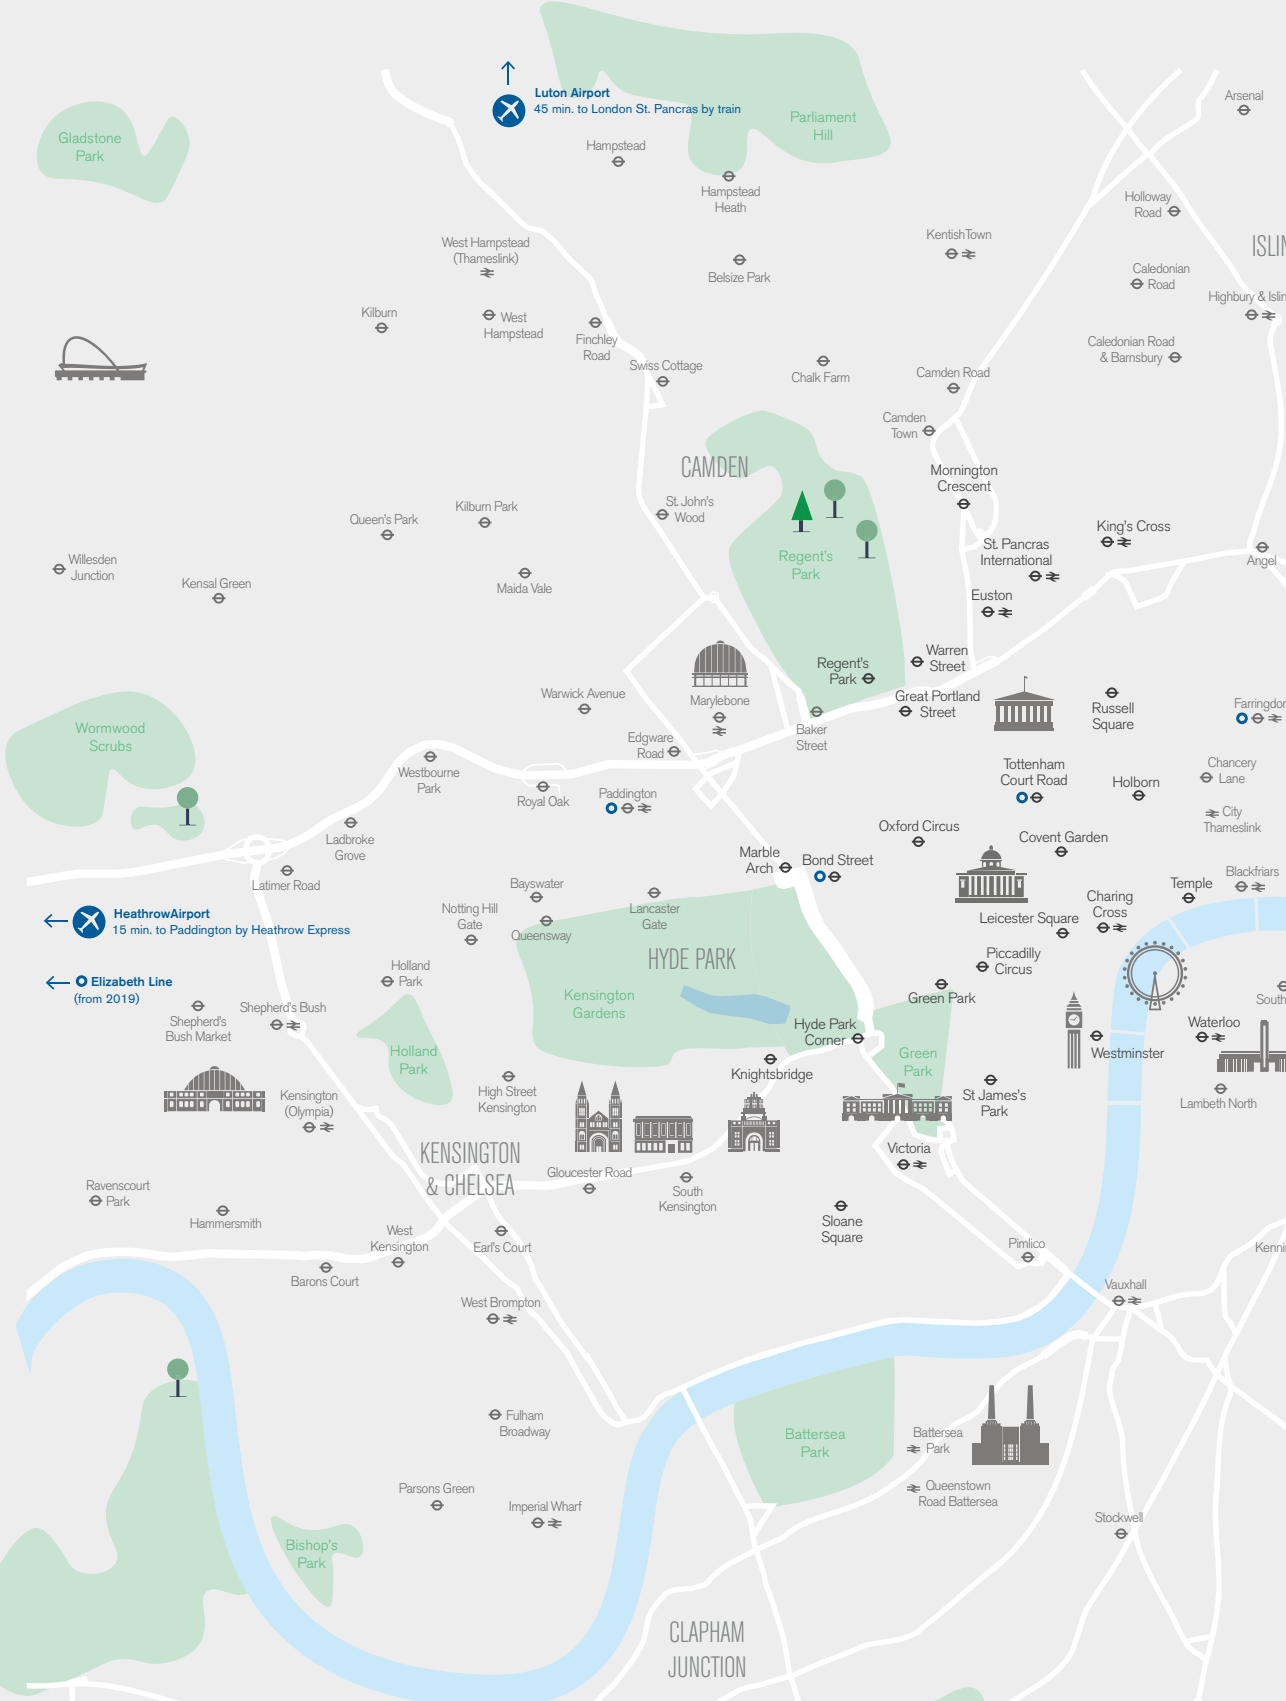 Luton Airport
45 min. to London St. Pancras by train
Arsenal
Parliament
Hill
Gladstone
Park
Hampstead
Hampstead
Heath
Holloway
Road
KentishTown
West Hampstead
(Thameslink)
Belsize Park
Caledonian
Road
Kilburn
West
Hampstead
Finchley
Road
Caledonian Road
& Barnsbury
Swiss Cottage
Chalk Farm
Camden Road
Camden
Town
CAMDEN
Mornington
Crescent
St. John's
Wood
Kilburn Park
Queen's Park
King's Cross
St. Pancras
International
Regent's
Park
Willesden
Junction
Angel
Kensal Green
Maida Vale
Euston
Regent's
Park
Warren
Street
Warwick Avenue
Marylebone
Great Portland
Street
Russell
Square
Wormwood
Scrubs
Baker
Street
Edgware
Road
Westbourne
Park
Royal Oak
Paddington
Tottenham
Court Road
Holborn
Chancery
Lane
City
Thameslink
Oxford Circus
Covent Garden
Ladbroke
Grove
Marble
Arch
Bond Street
Blackfriars
Latimer Road
Bayswater
Temple
Charing
Cross
Notting Hill
Gate
Queensway
Lancaster
Gate
Leicester Square
HeathrowAirport
15 min. to Paddington by Heathrow Express
HYDE PARK
Piccadilly
Circus
Holland
Park
Elizabeth Line
(from 2019)
Kensington
Gardens
Green Park
Shepherd's Bush
Shepherd's
Bush Market
Hyde Park
Corner
Waterloo
Westminster
Holland
Park
Green
Park
Knightsbridge
Kensington
(Olympia)
High Street
Kensington
St James's
Park
Lambeth North
KENSINGTON
& CHELSEA
Victoria
Gloucester Road
South
Kensington
Ravenscourt
Park
Hammersmith
Sloane
Square
West
Kensington
Earl's Court
Pimlico
Barons Court
Vauxhall
West Brompton
Fulham
Broadway
Battersea
Park
Battersea
Park
Queenstown
Road Battersea
Parsons Green
Imperial Wharf
Stockwell
Bishop's
Park
CLAPHAM
JUNCTION
ISLIN
Highbury & Islin
Farringdon
South
Kenni